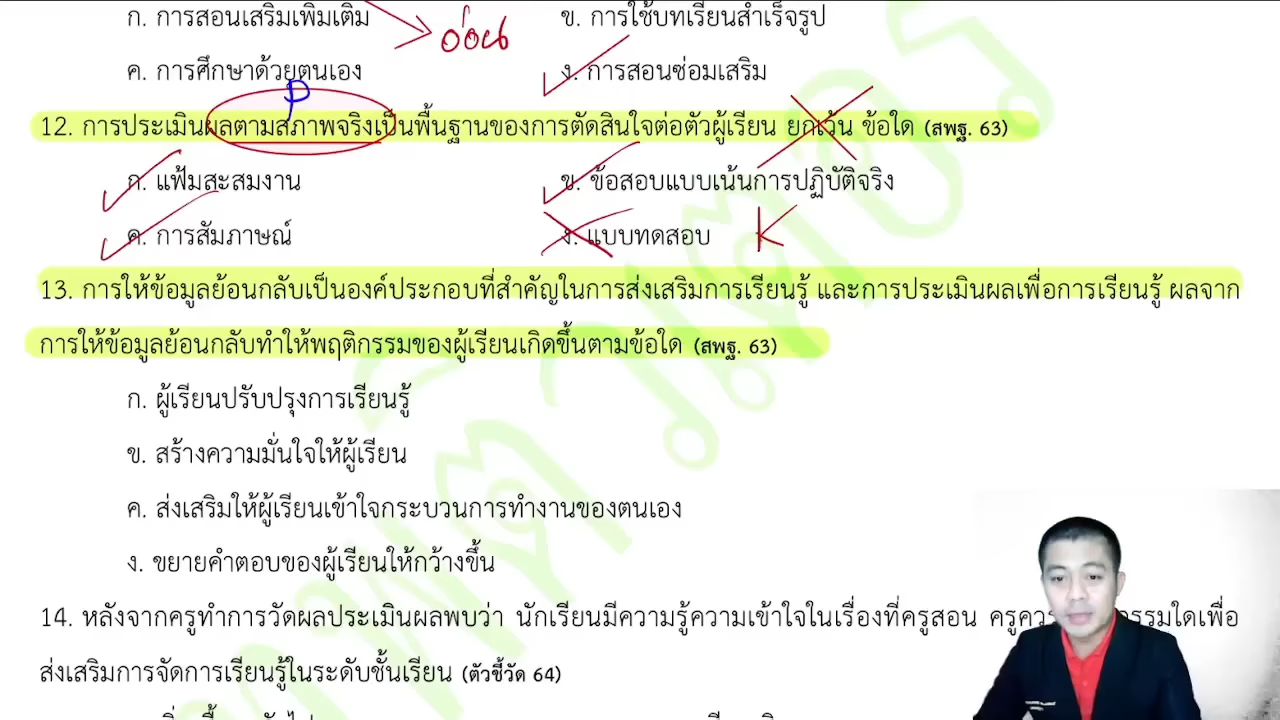 ก. การสอนเสริมเพิ่มเติม ข. การใช้บทเรียนสำเร็จรูป
อ่อน
ค. การศึกษาด้วยตนเอง ง. การสอนซ่อมเสริม
P
12. การประเมินผลตามสภาพจริงเป็นพื้นฐานของการตัดสินใจต่อตัวผู้เรียน ยกเว้น ข้อใด (สพฐ. 63)
ก. แฟ้มสะสมงาน ข. ข้อสอบแบบเน้นการปฏิบัติจริง
ค. การสัมภาษณ์ ง. แบบทดสอบ K
13. การให้ข้อมูลย้อนกลับเป็นองค์ประกอบที่สำคัญในการส่งเสริมการเรียนรู้ และการประเมินผลเพื่อการเรียนรู้ ผลจาก
การให้ข้อมูลย้อนกลับทำให้พฤติกรรมของผู้เรียนเกิดขึ้นตามข้อใด (สพฐ. 63)
ก. ผู้เรียนปรับปรุงการเรียนรู้
ข. สร้างความมั่นใจให้ผู้เรียน
ค. ส่งเสริมให้ผู้เรียนเข้าใจกระบวนการทำงานของตนเอง
ง. ขยายคำตอบของผู้เรียนให้กว้างขึ้น
14. หลังจากครูทำการวัดผลประเมินผลพบว่า นักเรียนมีความรู้ความเข้าใจในเรื่องที่ครูสอน
ส่งเสริมการจัดการเรียนรู้ในระดับชั้นเรียน (ตัวชี้วัด 64)